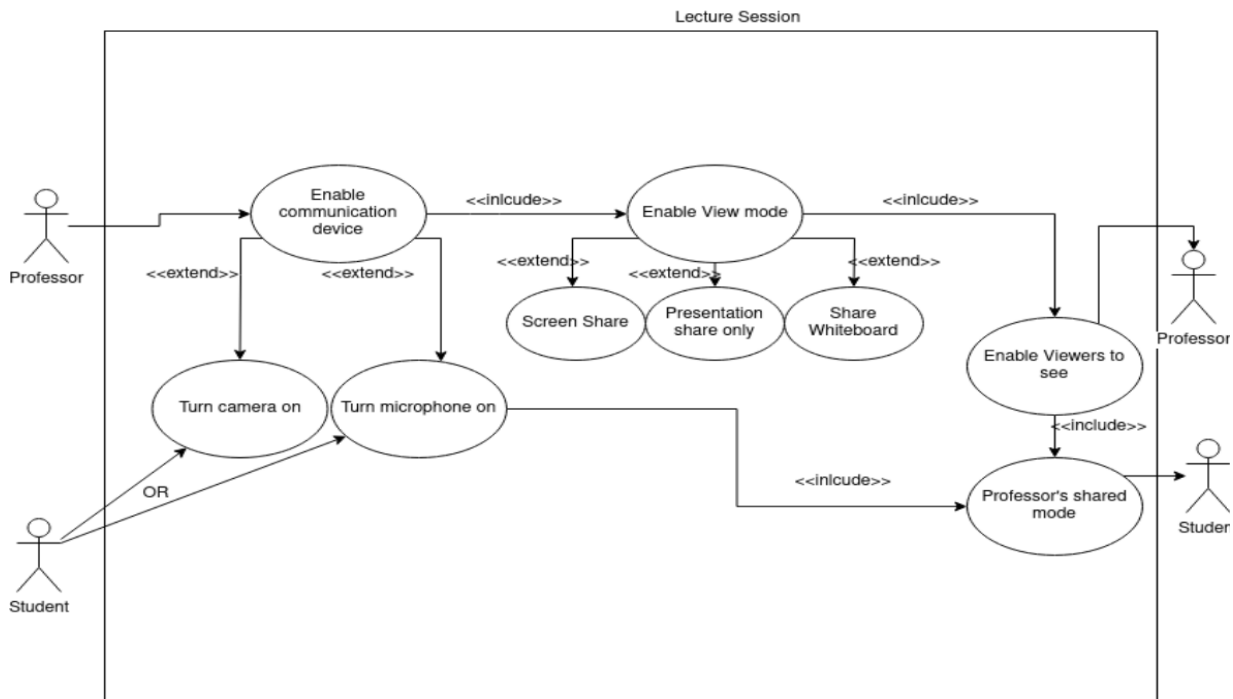 Lecture Session
Enable
communication
device
<<inlcude>>
Enable View mode
<<inlcude>>
Professor
<<extend>>
<<extend>>
<<extend>>
<<extend>>
<<extend>>
Screen Share
Presentation
share only
Share
Whiteboard
Professor
Enable Viewers to
see
Turn camera on
Turn microphone on
<<include>>
<<inlcude>>
OR
Professor's shared
mode
Studen
Student